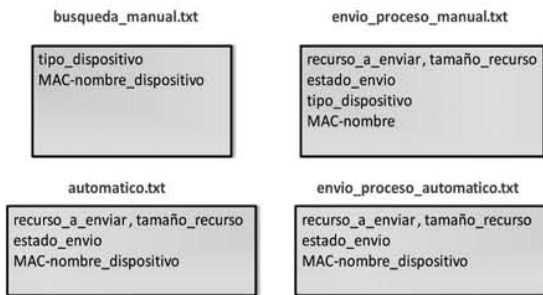 busqueda_manual.txt
tipo_dispositivo
MAC-nombre_dispositivo
envio_proceso_manual.txt
recurso_a_enviar, tamaño_recurso
estado_envio
tipo_dispositivo
MAC-nombre
automatico.txt
recurso_a_enviar, tamaño_recurso
estado_envio
MAC-nombre_dispositivo
envio_proceso_automatico.txt
recurso_a_enviar, tamaño_recurso
estado_envio
MAC-nombre_dispositivo